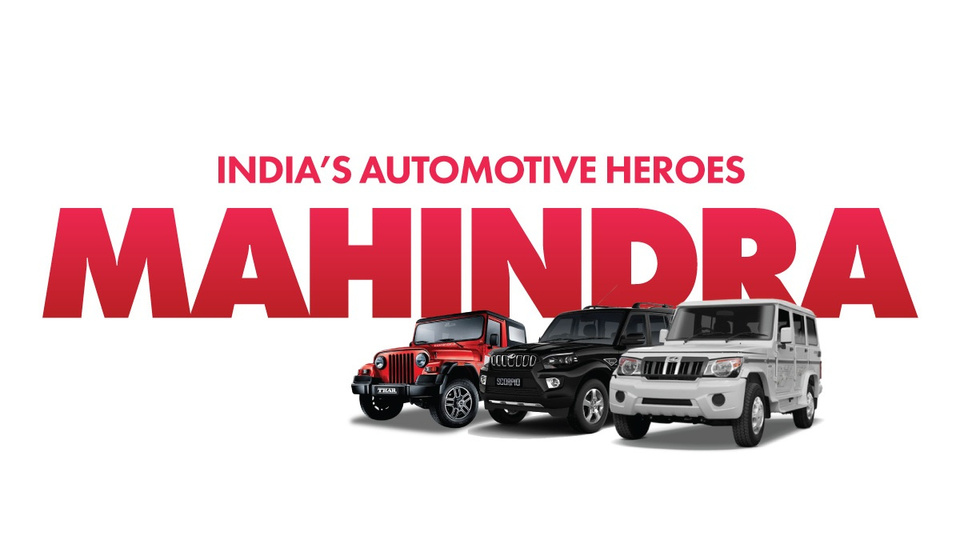 INDIA'S AUTOMOTIVE HEROES
MAHINDRA
THAR
SCORPIO